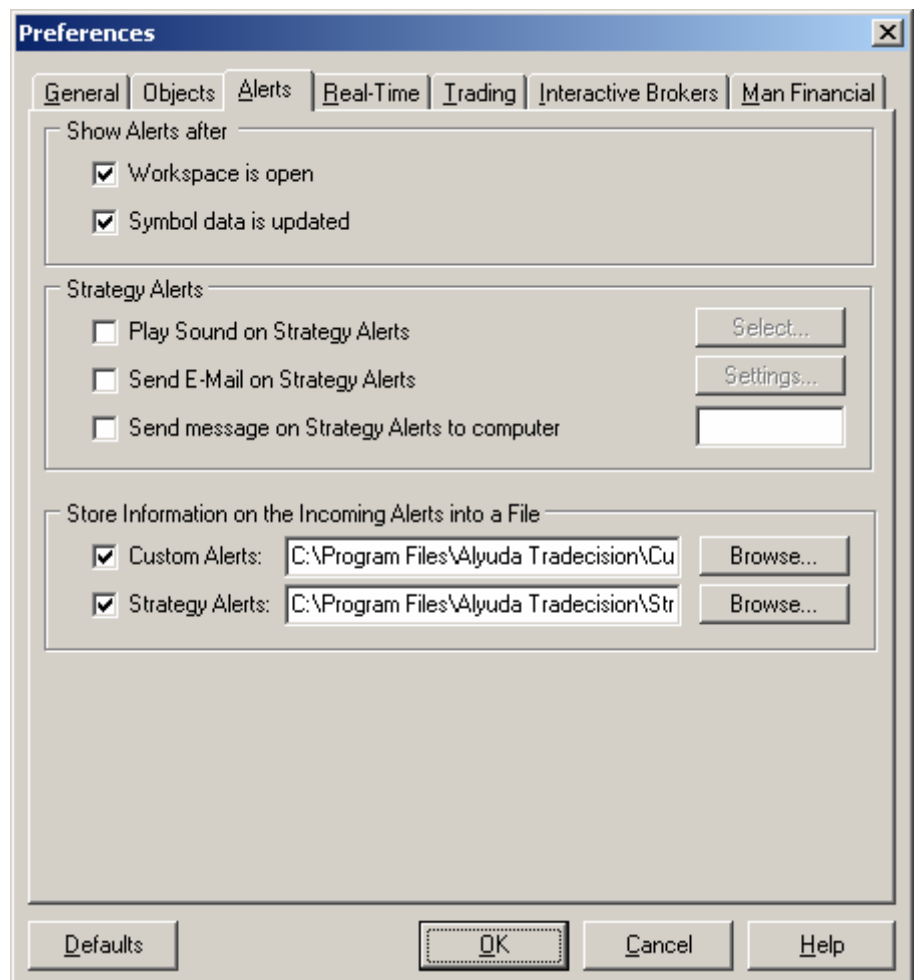 Preferences
General Objects Alerts Real-Time Trading Interactive Brokers Man Financial
Show Alerts after
Workspace is open
Symbol data is updated
Strategy Alerts
Play Sound on Strategy Alerts Select...
Send E-Mail on Strategy Alerts Settings...
Send message on Strategy Alerts to computer
Store Information on the Incoming Alerts into a File
Custom Alerts: C:\Program Files\Alyuda Tradecision\Cu Browse...
Strategy Alerts: C:\Program Files\Alyuda Tradecision\Str Browse...
Defaults OK Cancel Help